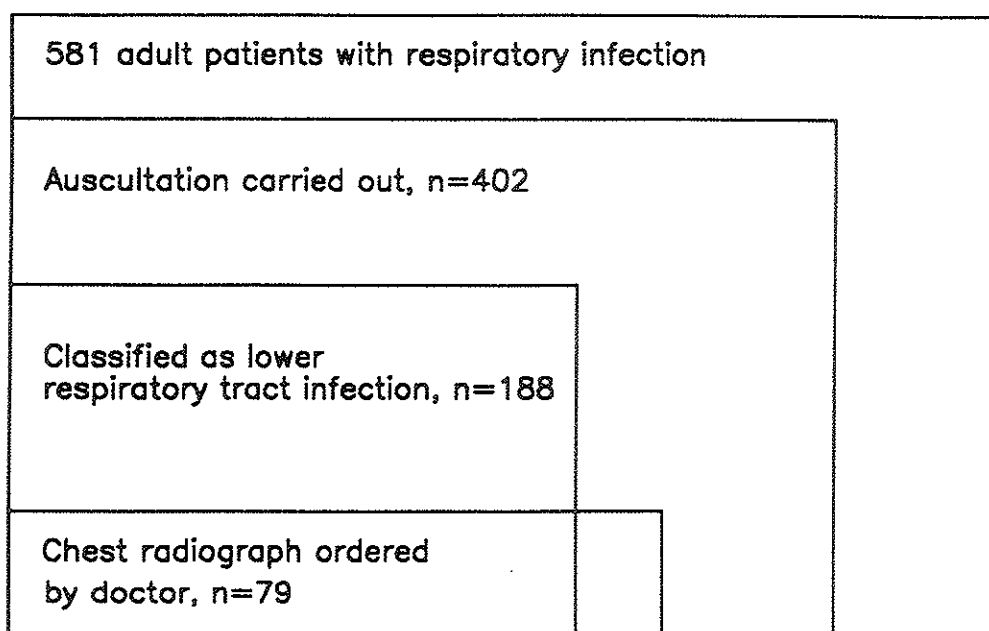 581 adult patients with respiratory infection
Auscultation carried out, n=402
Classified as lower
respiratory tract infection, n=188
Chest radiograph ordered
by doctor, n=79